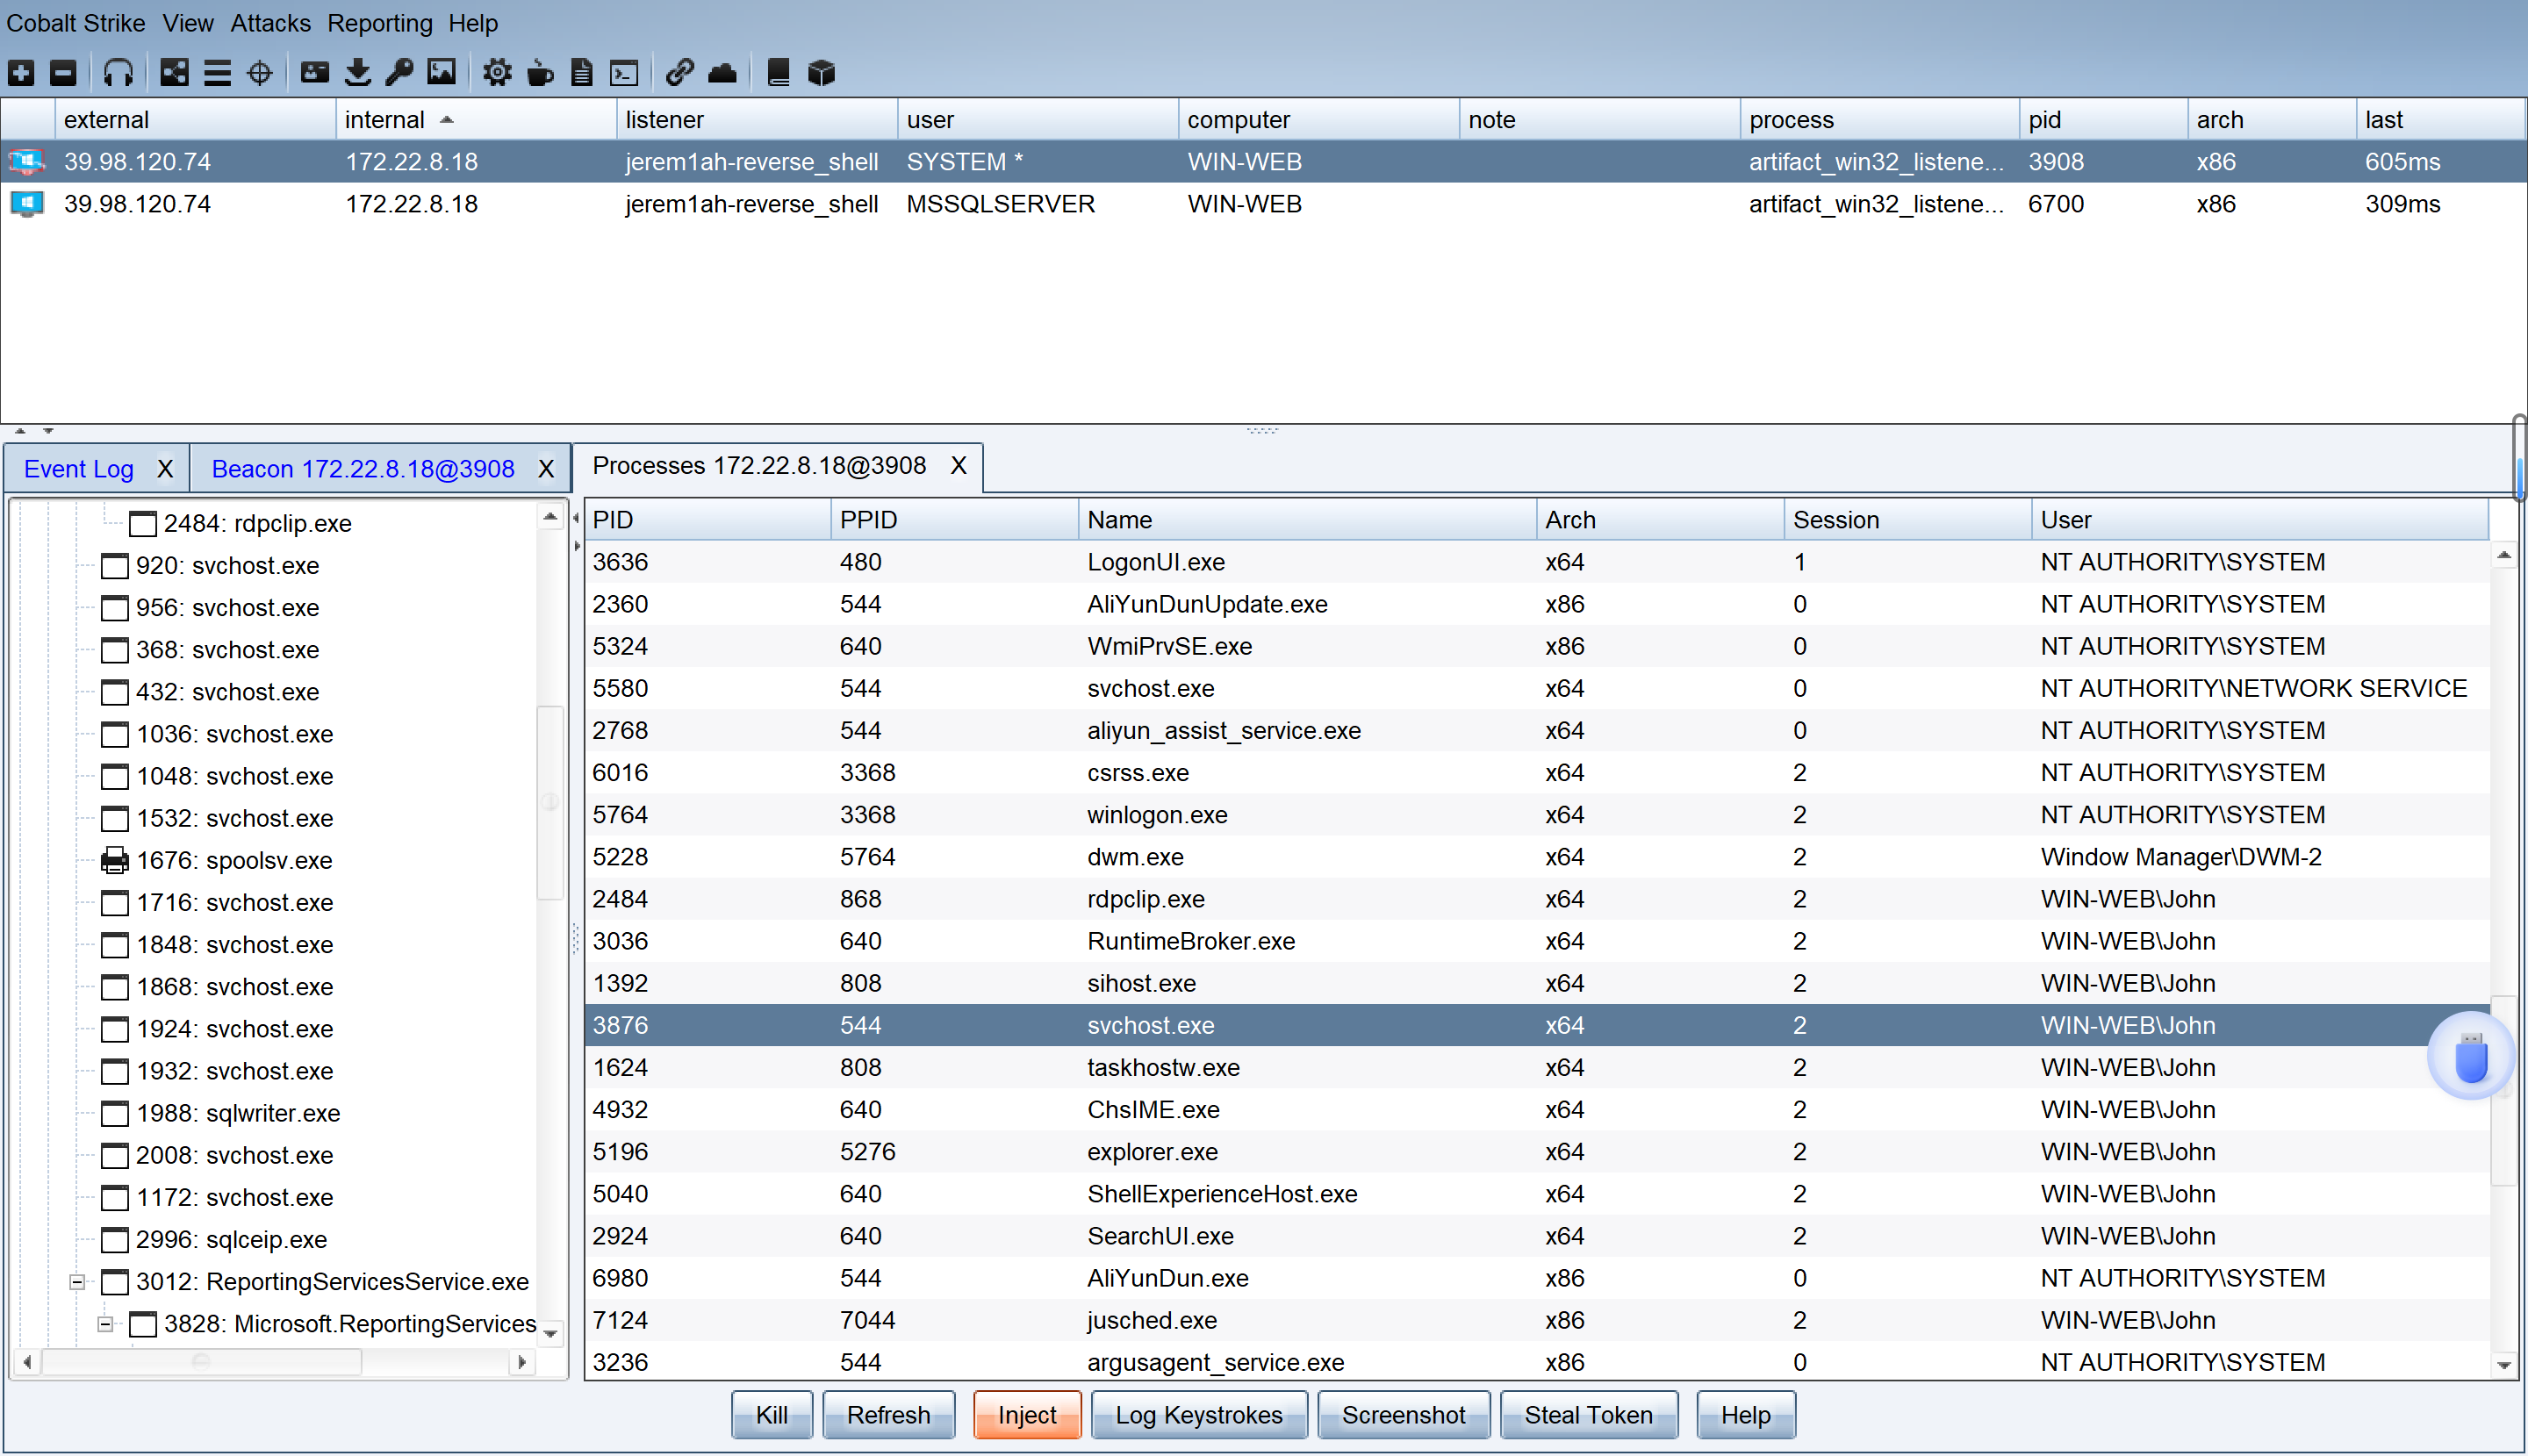 Cobalt Strike View Attacks Reporting Help
external internal listener user computer note process pid arch last
39.98.120.74 172.22.8.18 jerem1ah-reverse_shell SYSTEM * WIN-WEB artifact_win32_listene... 3908 x86 605ms
39.98.120.74 172.22.8.18 jerem1ah-reverse_shell MSSQLSERVER WIN-WEB artifact_win32_listene... 6700 x86 309ms
Event Log X Beacon 172.22.8.18@3908 X Processes 172.22.8.18@3908 X
2484: rdpclip.exe
920: svchost.exe
956: svchost.exe
368: svchost.exe
432: svchost.exe
1036: svchost.exe
1048: svchost.exe
1532: svchost.exe
1676: spoolsv.exe
1716: svchost.exe
1848: svchost.exe
1868: svchost.exe
1924: svchost.exe
1932: svchost.exe
1988: sqlwriter.exe
2008: svchost.exe
1172: svchost.exe
2996: sqlceip.exe
3012: ReportingServicesService.exe
3828: Microsoft.ReportingServices
PID PPID Name Arch Session User
3636 480 LogonUI.exe x64 1 NT AUTHORITY\SYSTEM
2360 544 AliYunDunUpdate.exe x86 0 NT AUTHORITY\SYSTEM
5324 640 WmiPrvSE.exe x86 0 NT AUTHORITY\SYSTEM
5580 544 svchost.exe x64 0 NT AUTHORITY\NETWORK SERVICE
2768 544 aliyun_assist_service.exe x64 0 NT AUTHORITY\SYSTEM
6016 3368 csrss.exe x64 2 NT AUTHORITY\SYSTEM
5764 3368 winlogon.exe x64 2 NT AUTHORITY\SYSTEM
5228 5764 dwm.exe x64 2 Window Manager\DWM-2
2484 868 rdpclip.exe x64 2 WIN-WEB\John
3036 640 RuntimeBroker.exe x64 2 WIN-WEB\John
1392 808 sihost.exe x64 2 WIN-WEB\John
3876 544 svchost.exe x64 2 WIN-WEB\John
1624 808 taskhostw.exe x64 2 WIN-WEB\John
4932 640 ChsIME.exe x64 2 WIN-WEB\John
5196 5276 explorer.exe x64 2 WIN-WEB\John
5040 640 ShellExperienceHost.exe x64 2 WIN-WEB\John
2924 640 SearchUI.exe x64 2 WIN-WEB\John
6980 544 AliYunDun.exe x86 0 NT AUTHORITY\SYSTEM
7124 7044 jusched.exe x86 2 WIN-WEB\John
3236 544 argusagent_service.exe x86 0 NT AUTHORITY\SYSTEM
Kill Refresh Inject Log Keystrokes Screenshot Steal Token Help